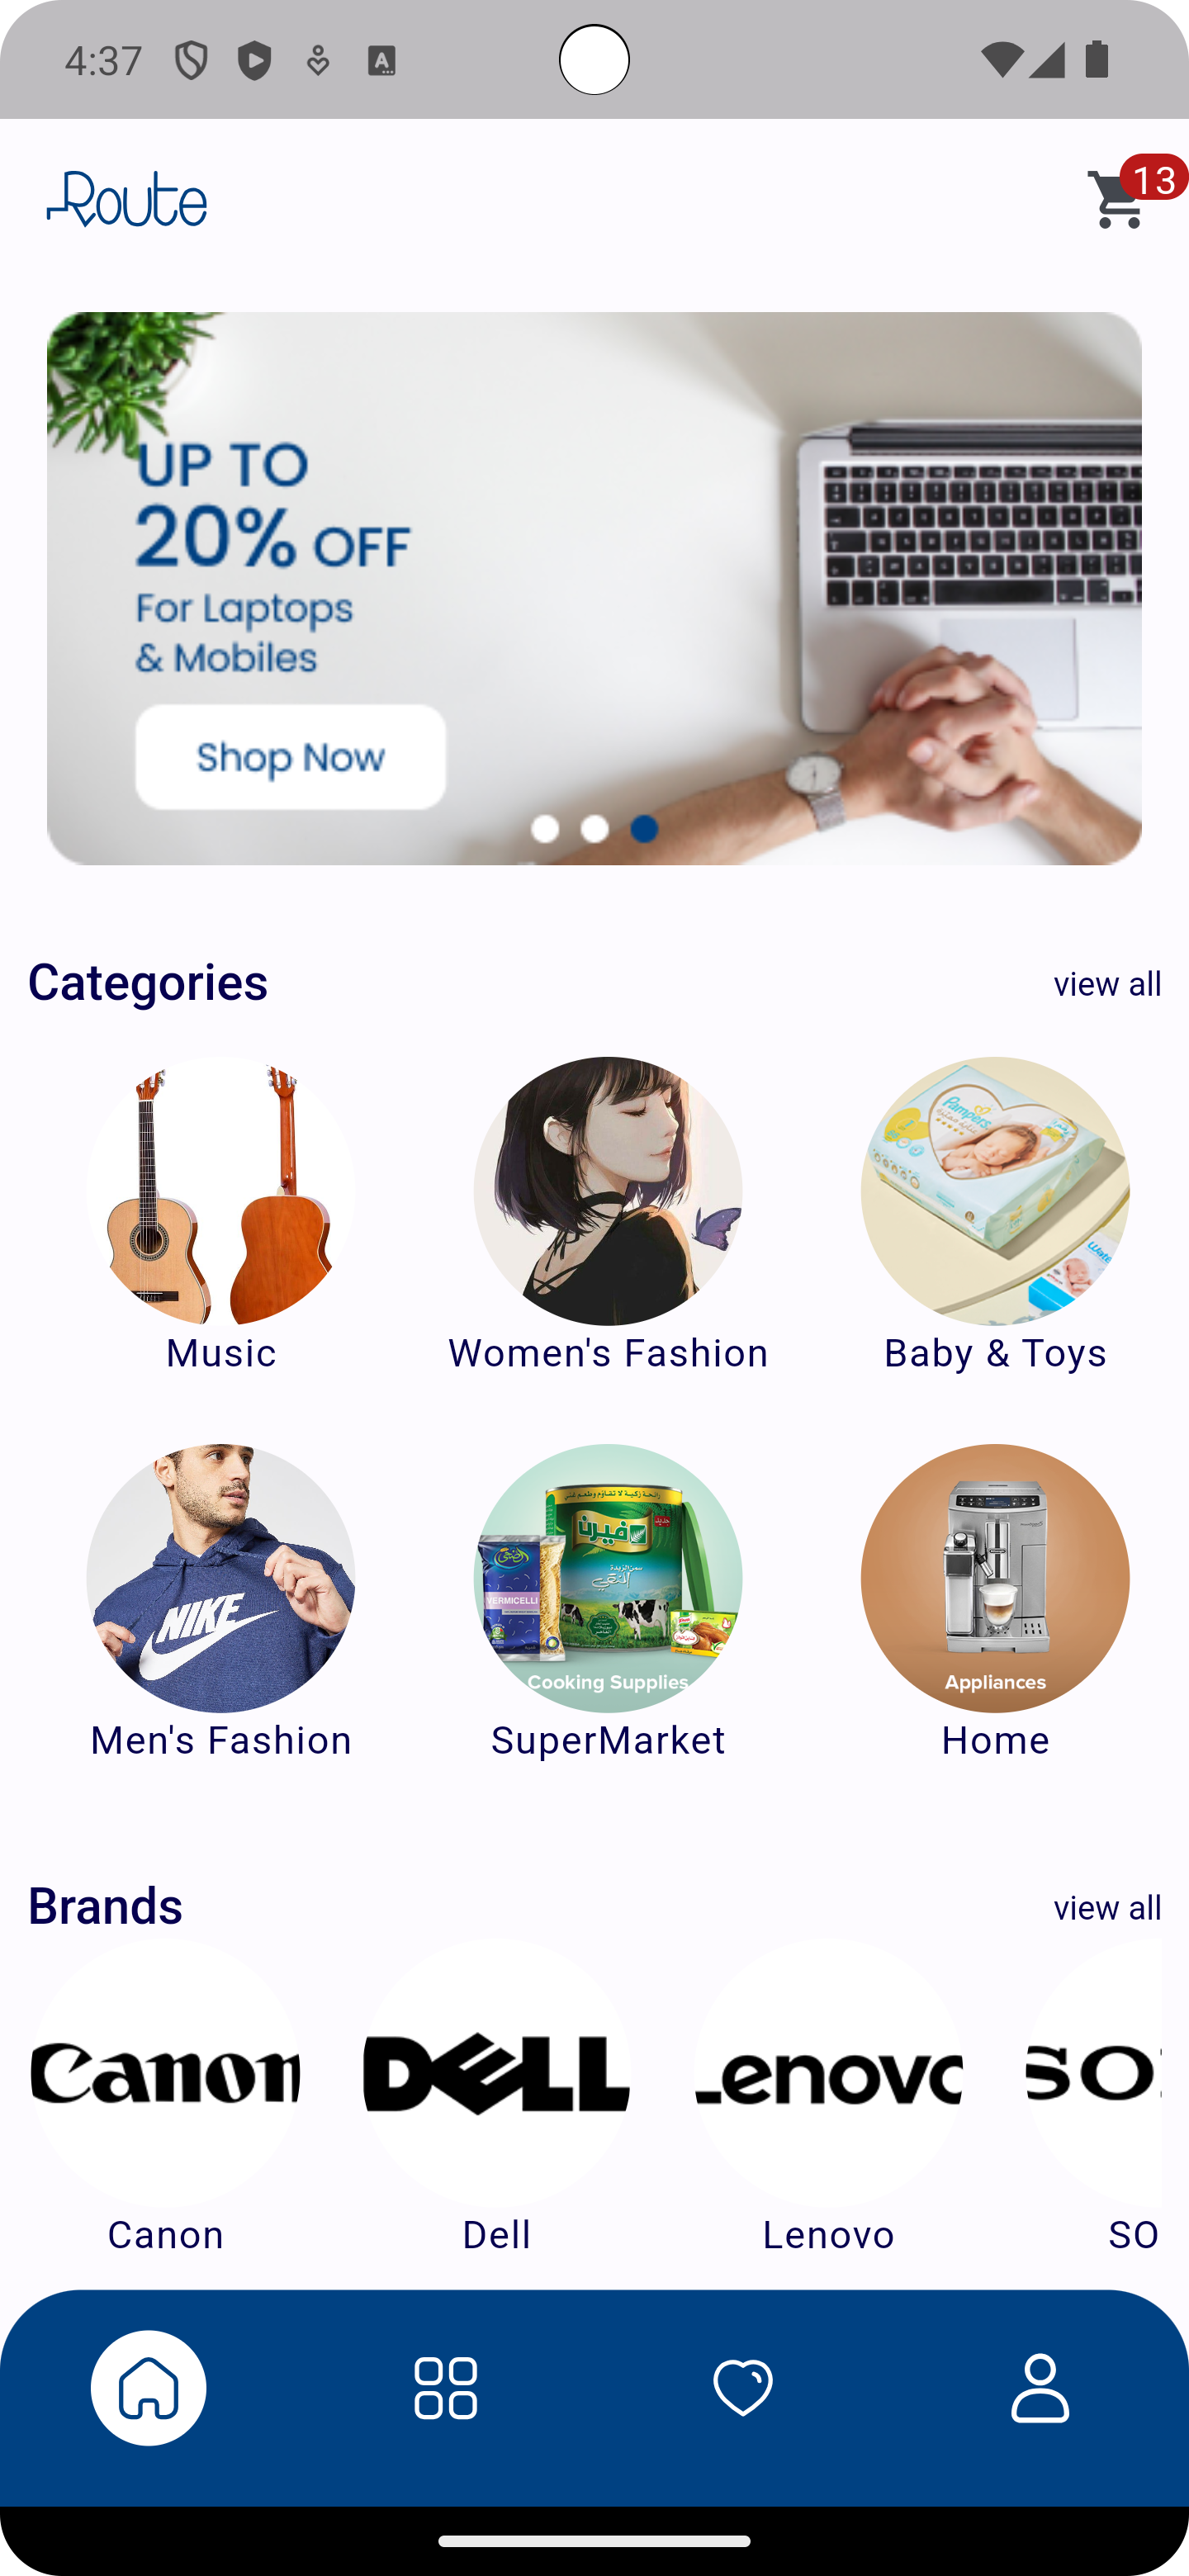 4:37
A
Route
13
UP TO
20% OFF
For Laptops
& Mobiles
Shop Now
Categories
view all
Pampers
Music
Women's Fashion
Baby & Toys
NIKE
فيرن
VERMICELLI
Cooking Supplies
Appliances
Men's Fashion
SuperMarket
Home
Brands
view all
Canon
DELL
Lenovo
SO
Canon
Dell
Lenovo
SO